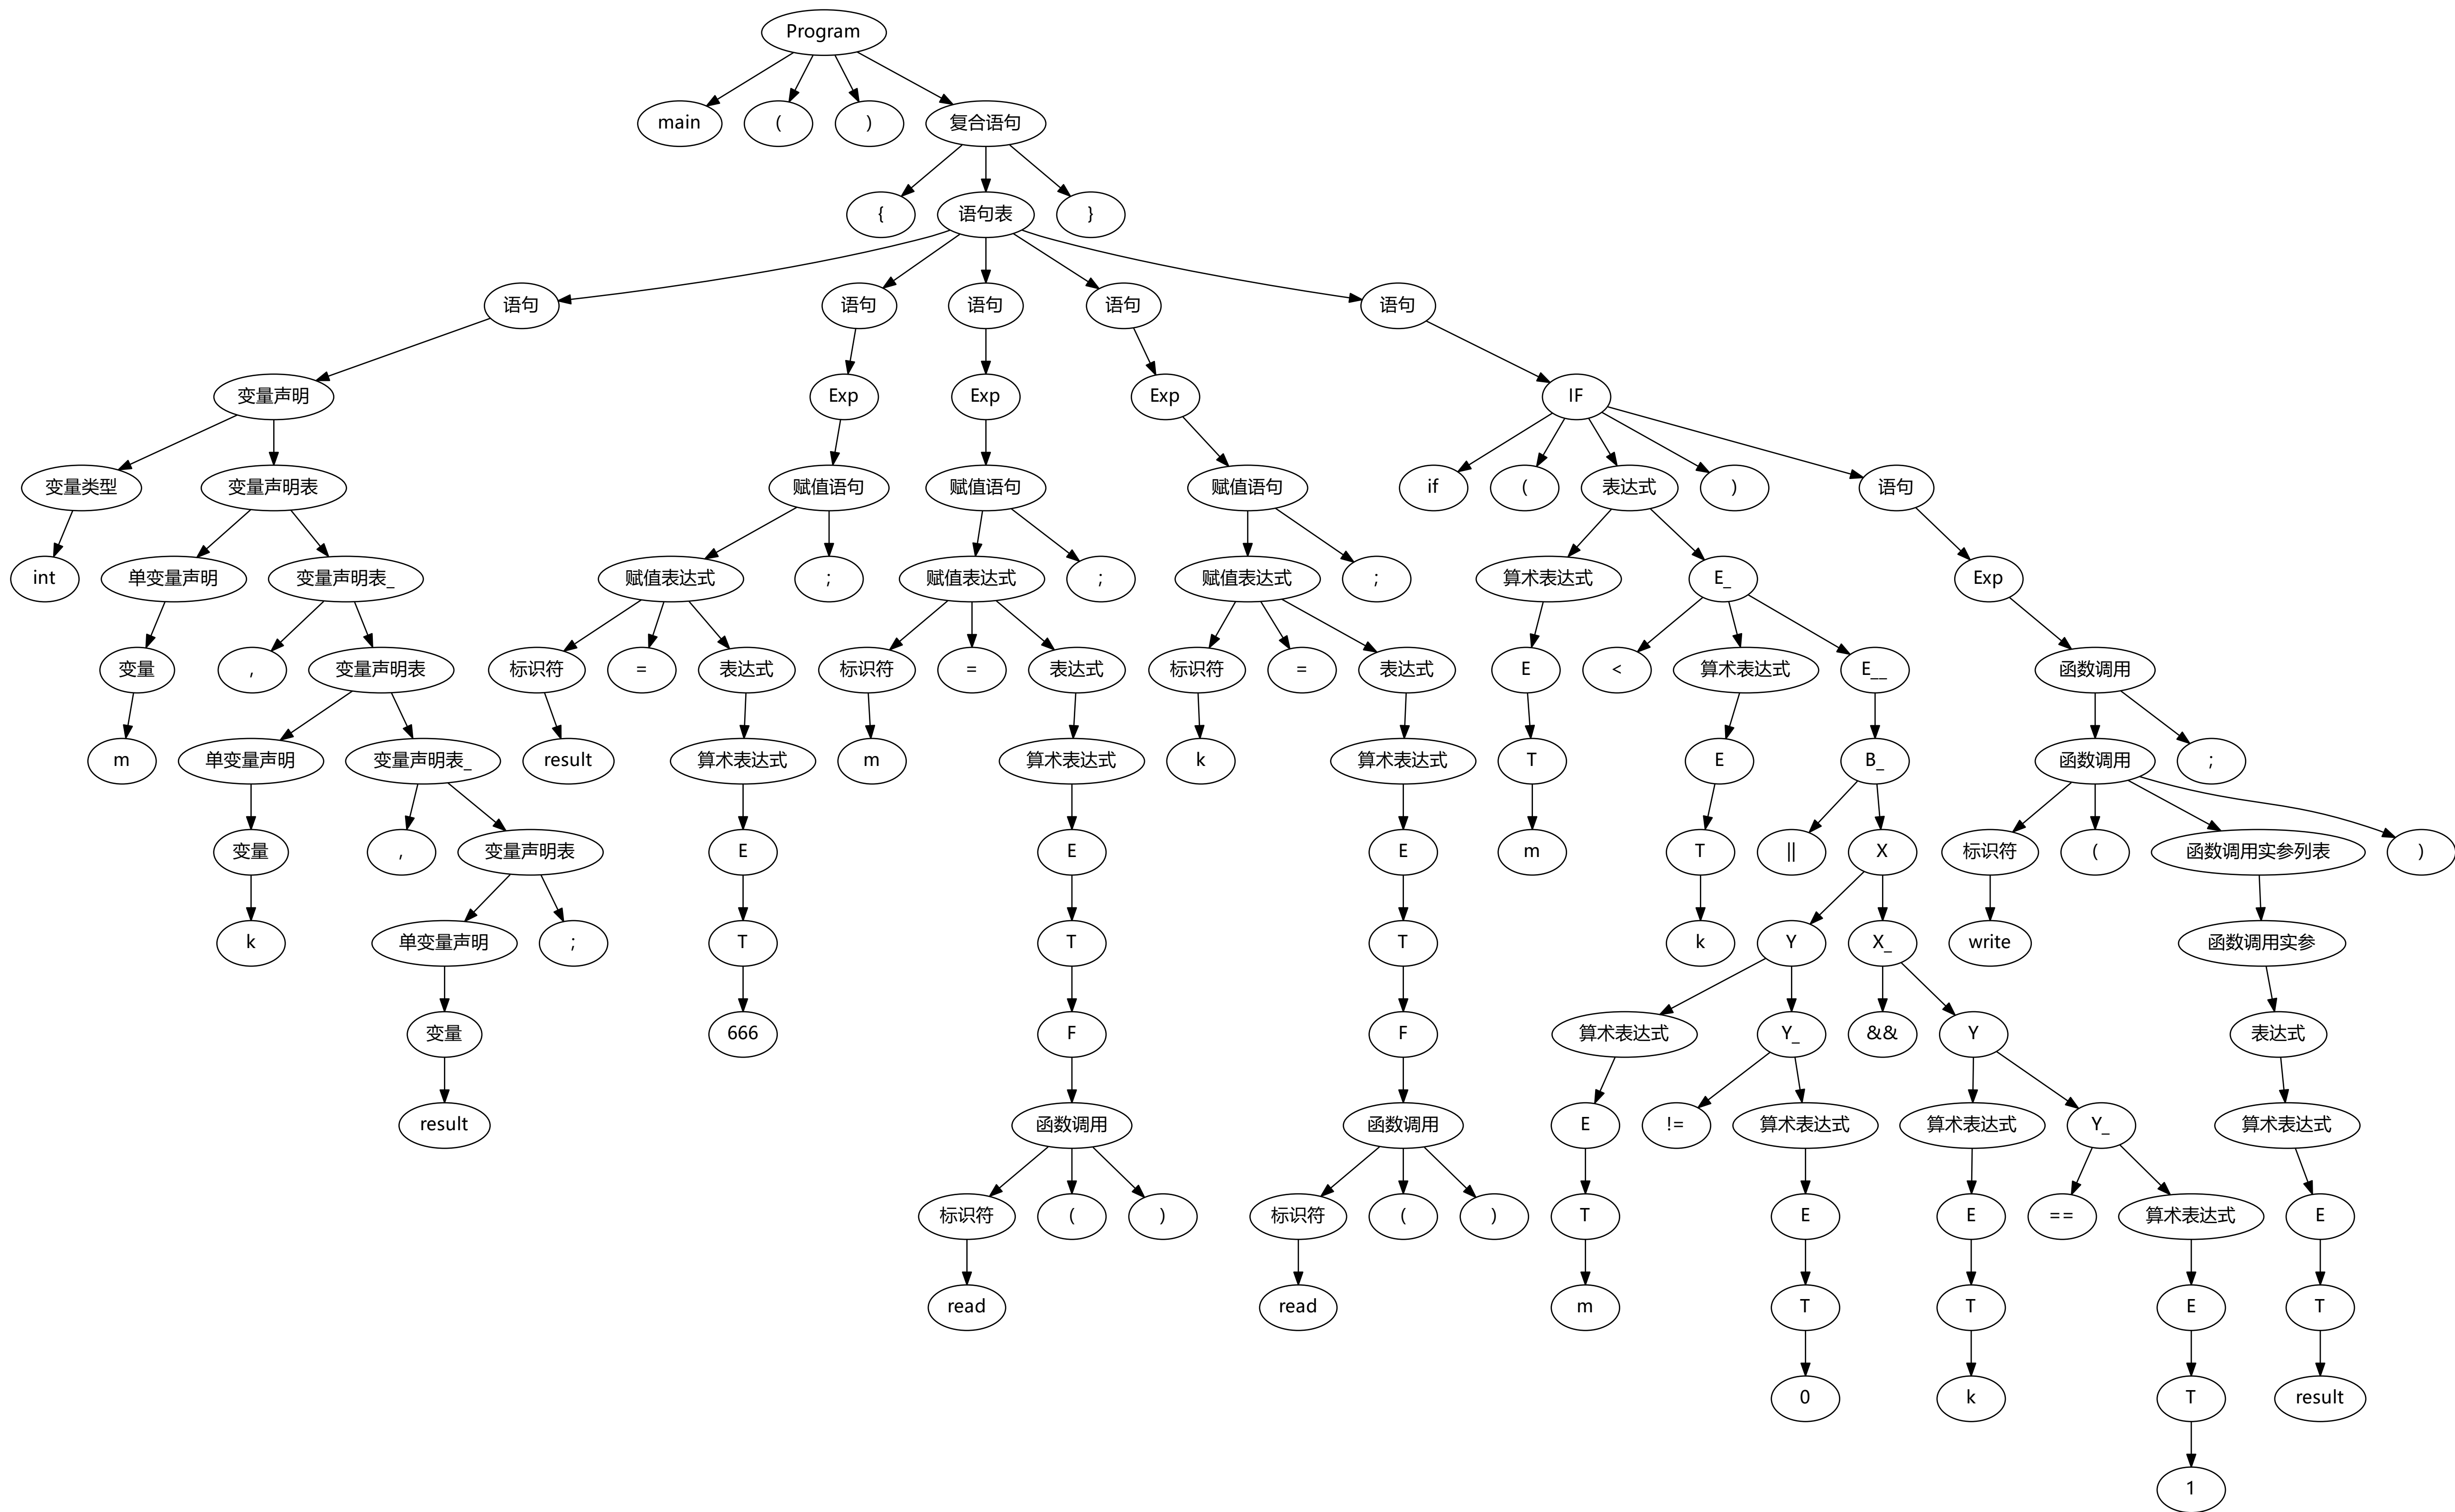 Program
main ( ) 复合语句
{ 语句表 }
语句 语句 语句 语句 语句
变量声明 Exp Exp Exp IF
变量类型 变量声明表 赋值语句 赋值语句 赋值语句 if ( 表达式 ) 语句
int 单变量声明 变量声明表_ 赋值表达式 ; 赋值表达式 ; 赋值表达式 ; 算术表达式 E_ Exp
变量 , 变量声明表 标识符 = 表达式 标识符 = 表达式 标识符 = 表达式 E < 算术表达式 E__ 函数调用
m 单变量声明 变量声明表_ result 算术表达式 m 算术表达式 k 算术表达式 T E B_ 函数调用 ;
变量 , 变量声明表 E E E m T || X 标识符 ( 函数调用实参列表 )
k 单变量声明 ; T T T k Y X_ write 函数调用实参
变量 666 F F 算术表达式 Y_ && Y 表达式
result 函数调用 函数调用 E != 算术表达式 算术表达式 Y_ 算术表达式
标识符 ( ) 标识符 ( ) T E E == 算术表达式 E
read read m T T E T
0 k T result
1